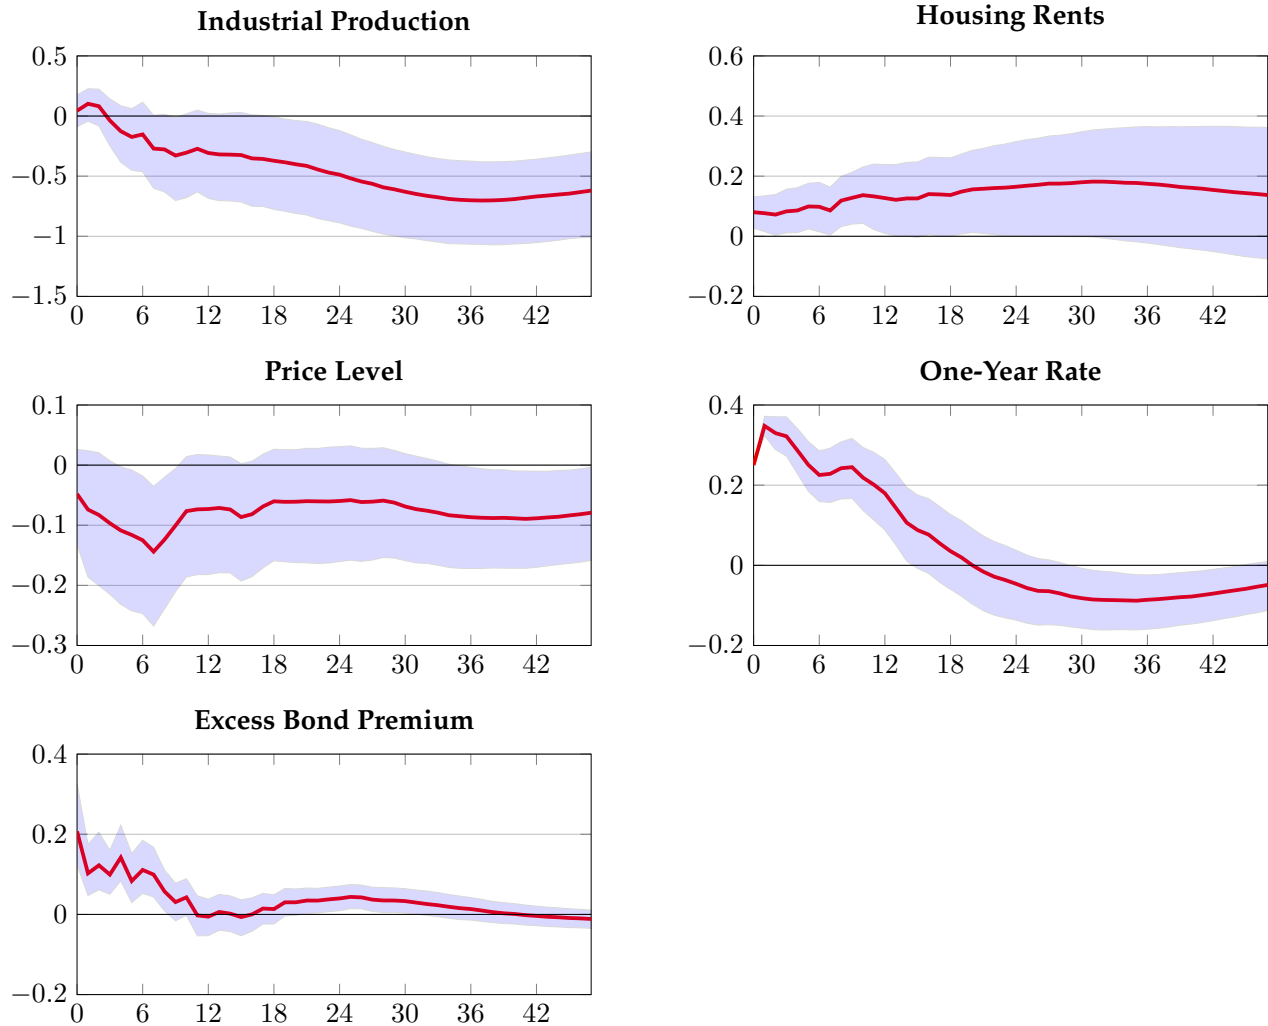 Industrial Production
0.5
0
−0.5
−1
−1.5
0 6 12 18 24 30 36 42
Housing Rents
0.6
0.4
0.2
0
−0.2
0 6 12 18 24 30 36 42
Price Level
0.1
0
−0.1
−0.2
−0.3
0 6 12 18 24 30 36 42
One-Year Rate
0.4
0.2
0
−0.2
0 6 12 18 24 30 36 42
Excess Bond Premium
0.4
0.2
0
−0.2
0 6 12 18 24 30 36 42